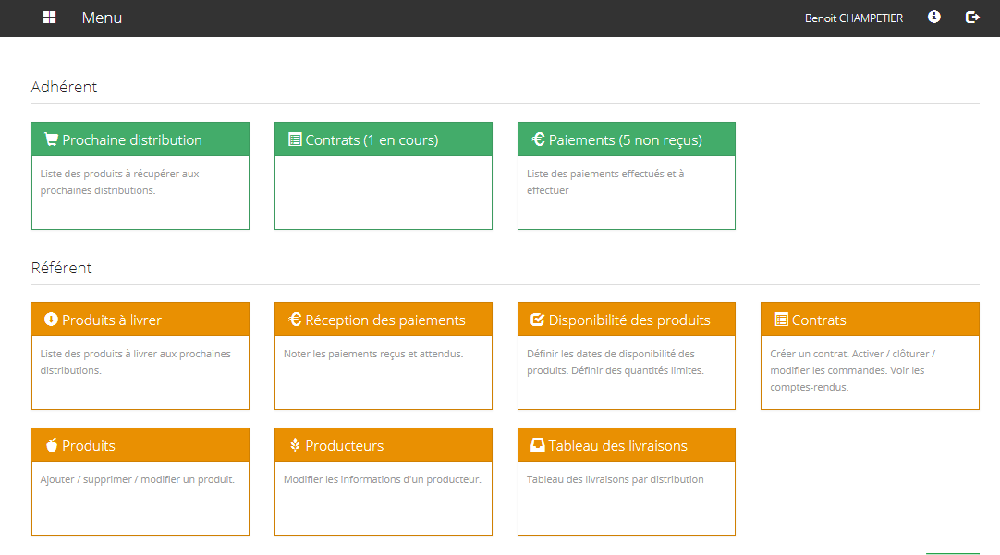 Menu
Benoit CHAMPETIER
Adhérent
Prochaine distribution
Liste des produits à récupérer aux
prochaines distributions.
Contrats (1 en cours)
Paiements (5 non reçus)
Liste des paiements effectués et à
effectuer
Référent
Produits à livrer
Liste des produits à livrer aux prochaines
distributions.
Réception des paiements
Noter les paiements reçus et attendus.
Disponibilité des produits
Définir les dates de disponibilité des
produits. Définir des quantités limites.
Contrats
Créer un contrat. Activer / clôturer /
modifier les commandes. Voir les
comptes-rendus.
Produits
Ajouter / supprimer / modifier un produit.
Producteurs
Modifier les informations d'un producteur.
Tableau des livraisons
Tableau des livraisons par distribution